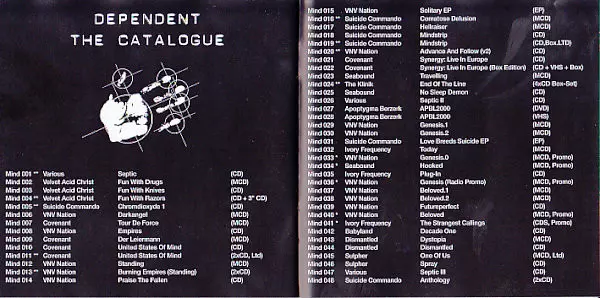 DEPENDENT
THE CATALOGUE
Mind 001 ** Various Septic (CD)
Mind 002 Velvet Acid Christ Fun With Drugs (MCD)
Mind 003 Velvet Acid Christ Fun With Knives (CD)
Mind 004 ** Velvet Acid Christ Fun With Razors (CD + 3" CD)
Mind 005 ** Suicide Commando Chromdioxyde 1 (CD)
Mind 006 VNV Nation Darkangel (MCD)
Mind 007 Covenant Tour De Force (MCD)
Mind 008 VNV Nation Empires (CD)
Mind 009 Covenant Der Leiermann (MCD)
Mind 010 Covenant United States Of Mind (CD)
Mind 011 ** Covenant United States Of Mind (2xCD, Ltd)
Mind 012 VNV Nation Standing (MCD)
Mind 013 ** VNV Nation Burning Empires (Standing) (2xCD)
Mind 014 VNV Nation Praise The Fallen (CD)
Mind 015 VNV Nation Solitary EP (EP)
Mind 016 ** Suicide Commando Comatose Delusion (MCD)
Mind 017 Suicide Commando Hellraiser (MCD)
Mind 018 Suicide Commando Mindstrip (CD)
Mind 019 ** Suicide Commando Mindstrip (CD,Box,LTD)
Mind 020 ** VNV Nation Advance And Follow (v2) (CD)
Mind 021 Covenant Synergy: Live In Europe (CD)
Mind 022 Covenant Synergy: Live In Europe (Box Edition) (CD + VHS + Box)
Mind 023 Seabound Travelling (MCD)
Mind 024 ** The Klinik End Of The Line (4xCD Box-Set)
Mind 025 Seabound No Sleep Demon (CD)
Mind 026 Various Septic II (CD)
Mind 027 Apoptygma Berzerk APBL2000 (DVD)
Mind 028 Apoptygma Berzerk APBL2000 (VHS)
Mind 029 VNV Nation Genesis.1 (MCD)
Mind 030 VNV Nation Genesis.2 (MCD)
Mind 031 Suicide Commando Love Breeds Suicide EP (EP)
Mind 032 Ivory Frequency Today (MCD)
Mind 033 * VNV Nation Genesis.0 (MCD, Promo)
Mind 034 * Seabound Hooked (MCD, Promo)
Mind 035 Ivory Frequency Plug-In (CD)
Mind 036 * VNV Nation Genesis (Radio Promo) (MCD, Promo)
Mind 037 VNV Nation Beloved.1 (MCD)
Mind 038 VNV Nation Beloved.2 (MCD)
Mind 039 VNV Nation Futureperfect (CD)
Mind 040 * VNV Nation Beloved (MCD, Promo)
Mind 041 * Ivory Frequency The Strangest Callings (CDS, Promo)
Mind 042 Babyland Decade One (CD)
Mind 043 Dismantled Dystopia (MCD)
Mind 044 Dismantled Dismantled (CD)
Mind 045 Sulpher One Of Us (MCD, Ltd)
Mind 046 Sulpher Spray (CD)
Mind 047 Various Septic III (CD)
Mind 048 Suicide Commando Anthology (2xCD)